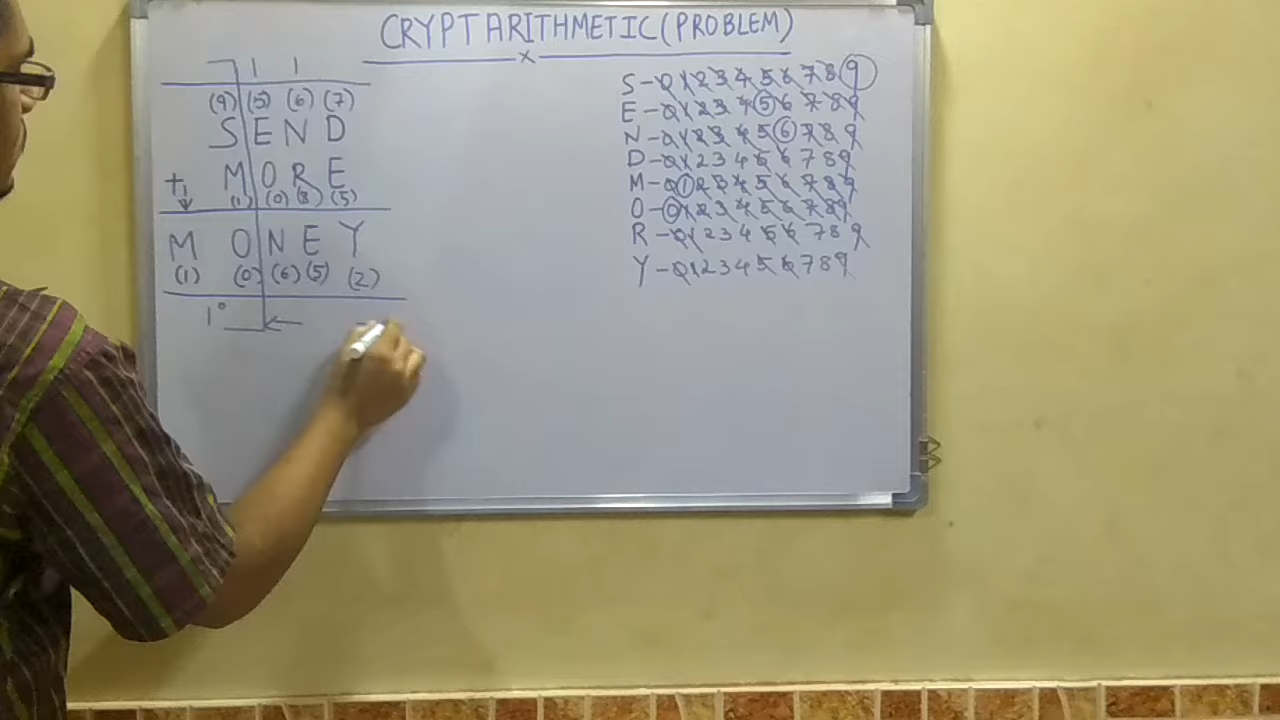 CRYPTARITHMETIC (PROBLEM)
x
1 1
(9) (5) (6) (7)
S E N D
+ M O R E
1 (1) (0) (8) (5)
M O N E Y
(1) (0) (6) (5) (2)
1 0
S - 0 1 2 3 4 5 6 7 8 9
E - 0 1 2 3 4 5 6 7 8 9
N - 0 1 2 3 4 5 6 7 8 9
D - 0 1 2 3 4 5 6 7 8 9
M - 0 1 2 3 4 5 6 7 8 9
O - 0 1 2 3 4 5 6 7 8 9
R - 0 1 2 3 4 5 6 7 8 9
Y - 0 1 2 3 4 5 6 7 8 9